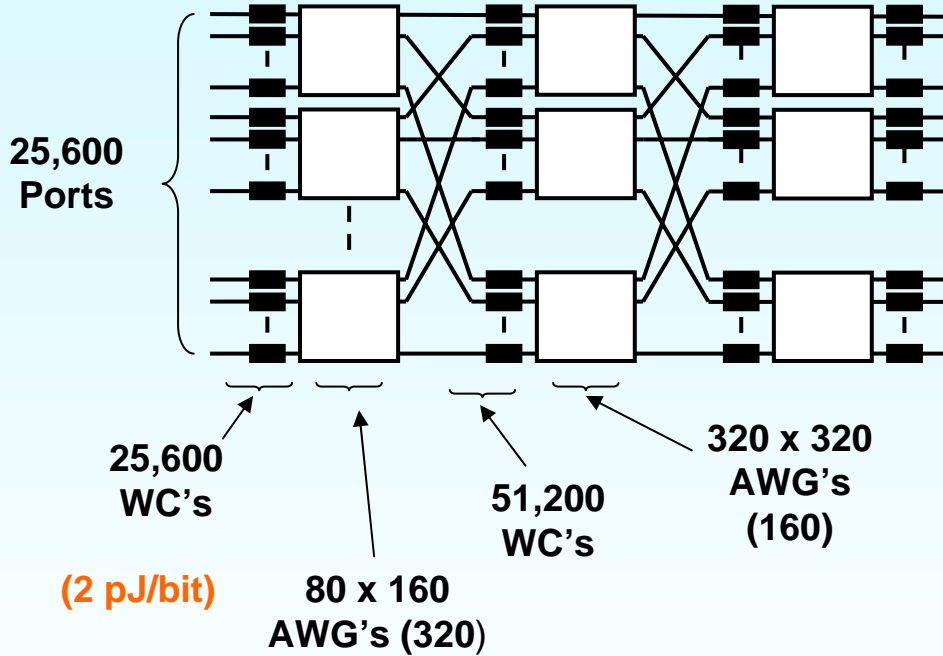 25,600
Ports
25,600
WC's
(2 pJ/bit)
80 x 160
AWG's (320)
51,200
WC's
320 x 320
AWG's
(160)